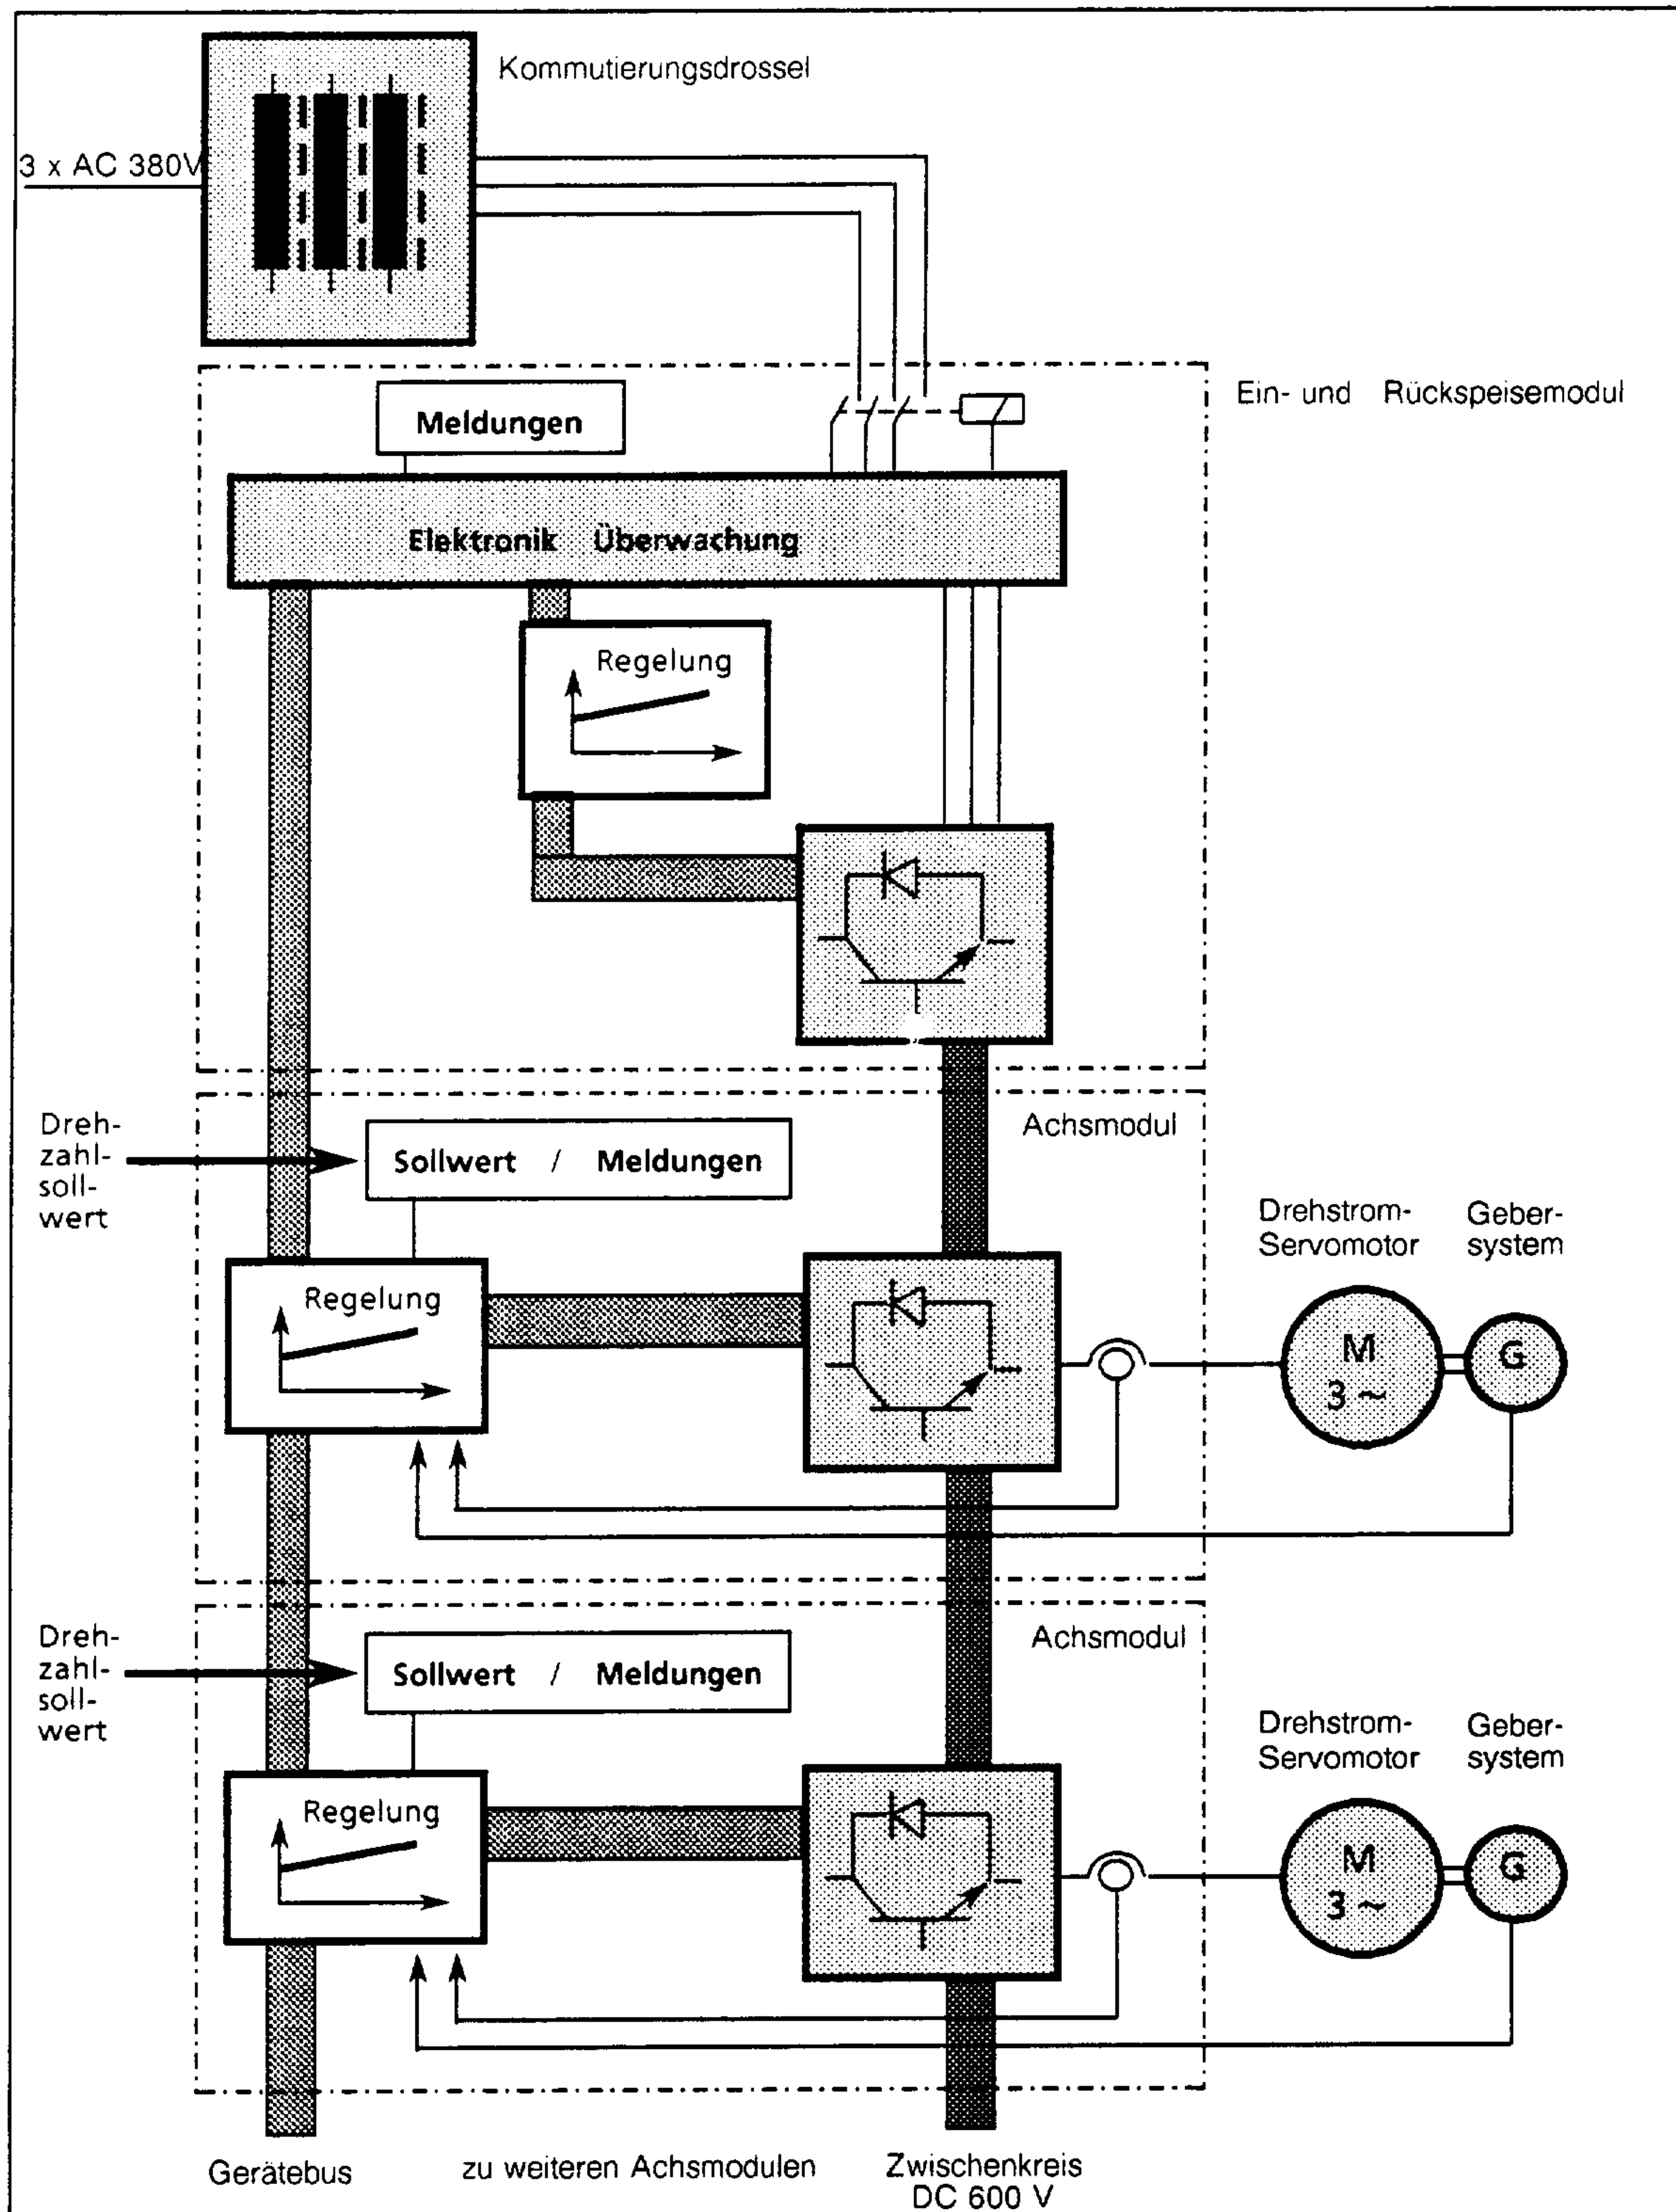 Kommutierungsdrossel
3 x AC 380V
Ein- und Rückspeisemodul
Meldungen
Elektronik Überwachung
Regelung
Achsmodul
Dreh-
zahl-
soll-
wert
Sollwert / Meldungen
Drehstrom-
Servomotor
Geber-
system
Regelung
M
3 ~
G
Achsmodul
Dreh-
zahl-
soll-
wert
Sollwert / Meldungen
Drehstrom-
Servomotor
Geber-
system
Regelung
M
3 ~
G
Gerätebus
zu weiteren Achsmodulen
Zwischenkreis
DC 600 V